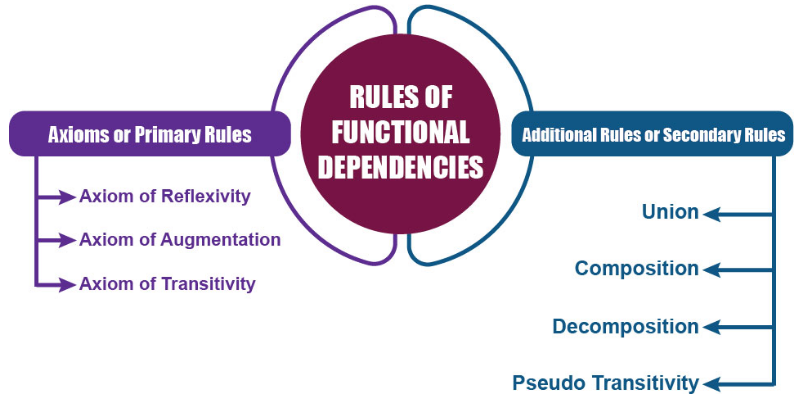 RULES OF
FUNCTIONAL
DEPENDENCIES
Axioms or Primary Rules
Axiom of Reflexivity
Axiom of Augmentation
Axiom of Transitivity
Additional Rules or Secondary Rules
Union
Composition
Decomposition
Pseudo Transitivity